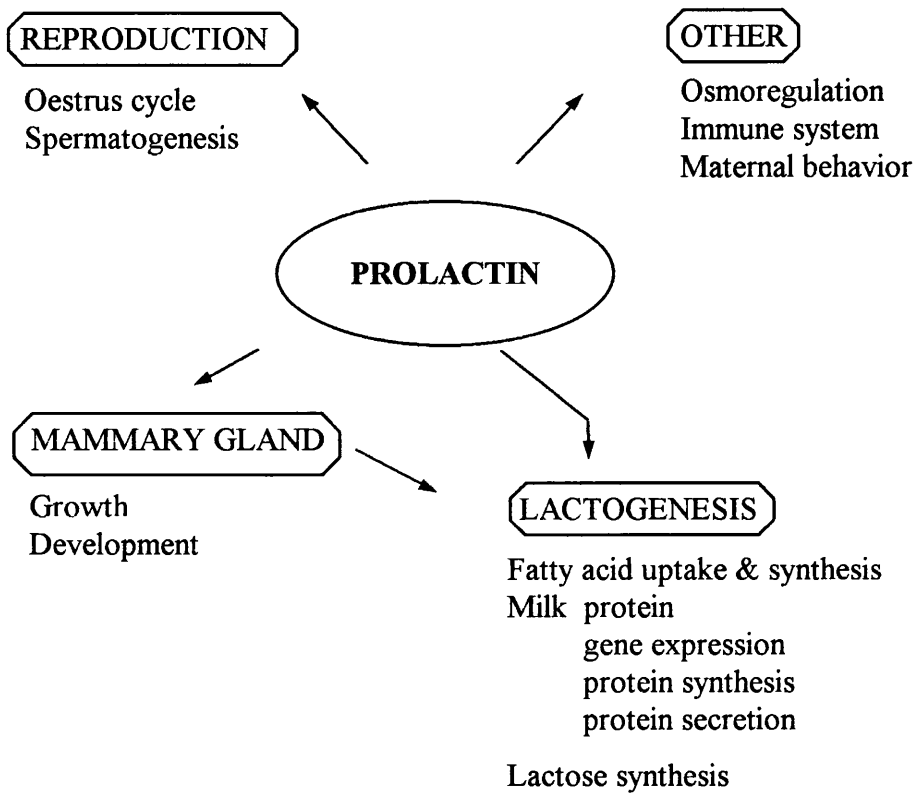 REPRODUCTION
Oestrus cycle
Spermatogenesis
OTHER
Osmoregulation
Immune system
Maternal behavior
PROLACTIN
MAMMARY GLAND
Growth
Development
LACTOGENESIS
Fatty acid uptake & synthesis
Milk protein
gene expression
protein synthesis
protein secretion
Lactose synthesis